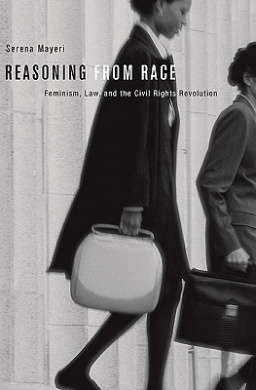 Serena Mayeri
REASONING FROM RACE
Feminism, Law, and the Civil Rights Revolution